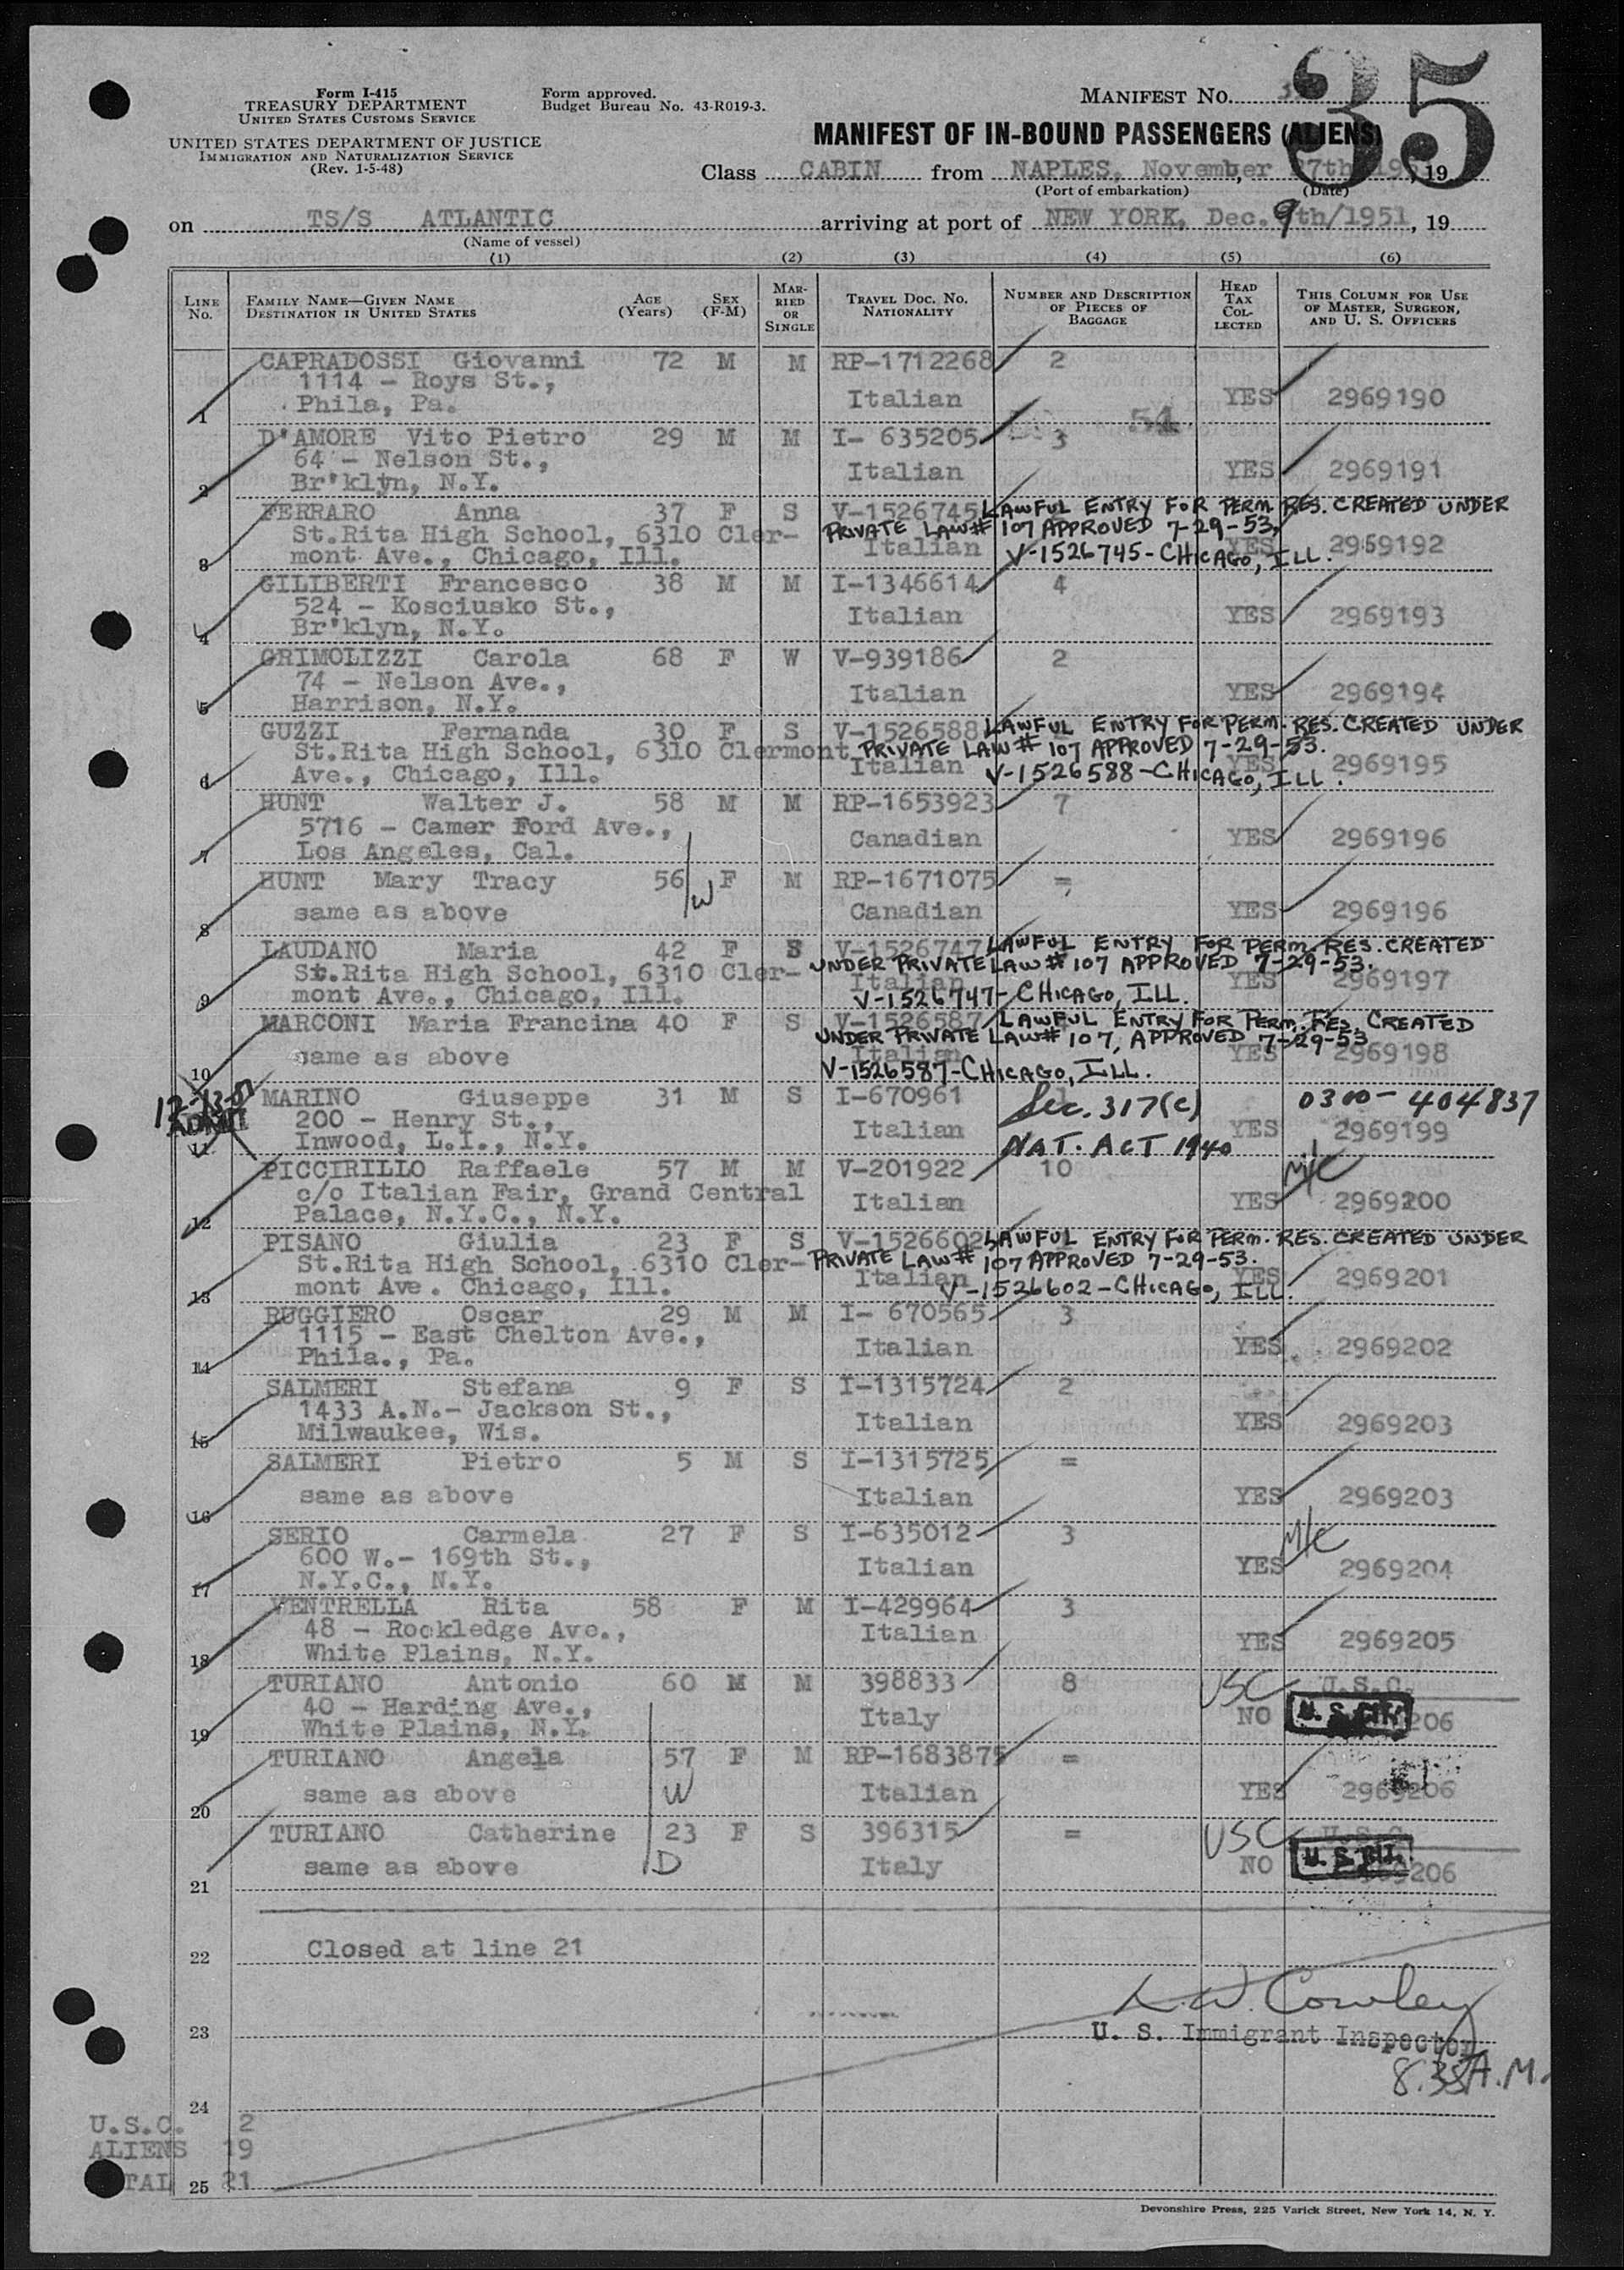 35
Form I-415
TREASURY DEPARTMENT
UNITED STATES CUSTOMS SERVICE
UNITED STATES DEPARTMENT OF JUSTICE
IMMIGRATION AND NATURALIZATION SERVICE
(Rev. 1-5-48)
Form approved.
Budget Bureau No. 43-R019-3.
MANIFEST NO.
MANIFEST OF IN-BOUND PASSENGERS (ALIENS)
Class CABIN from NAPLES, November 27th , 19
(Port of embarkation) (Date)
on TS/S ATLANTIC arriving at port of NEW YORK, Dec. 9th/1951, 19
(Name of vessel)
(1) (2) (3) (4) (5) (6)
LINE NO. FAMILY NAME—GIVEN NAME DESTINATION IN UNITED STATES AGE (Years) SEX (F-M) MARRIED OR SINGLE TRAVEL DOC. NO. NATIONALITY NUMBER AND DESCRIPTION OF PIECES OF BAGGAGE HEAD TAX COLLECTED THIS COLUMN FOR USE OF MASTER, SURGEON, AND U. S. OFFICERS
CAPRADOSSI Giovanni 72 M M RP-1712268 2
1114 - Roys St.,
1 Phila, Pa. Italian YES 2969190
54
D'AMORE Vito Pietro 29 M M I- 635205 3
64 - Nelson St., Italian YES 2969191
2 Br'klyn, N.Y.
FERRARO Anna 37 F S V-1526745 LAWFUL ENTRY FOR PERM. RES. CREATED UNDER
St.Rita High School, 6310 Cler- PRIVATE LAW # 107 APPROVED 7-29-53.
3 mont Ave., Chicago, Ill. Italian V-1526745-CHICAGO, ILL. YES 2969192
GILIBERTI Francesco 38 M M I-1346614 4
524 - Kosciusko St., Italian YES 2969193
4 Br'klyn, N.Y.
GRIMOLIZZI Carola 68 F W V-939186 2
74 - Nelson Ave., Italian YES 2969194
5 Harrison, N.Y.
GUZZI Fernanda 30 F S V-1526588 LAWFUL ENTRY FOR PERM. RES. CREATED UNDER
St.Rita High School, 6310 Clermont PRIVATE LAW # 107 APPROVED 7-29-53.
6 Ave., Chicago, Ill. Italian V-1526588-CHICAGO, ILL. YES 2969195
HUNT Walter J. 58 M M RP-1653923 7
5716 - Camer Ford Ave., Canadian YES 2969196
7 Los Angeles, Cal.
HUNT Mary Tracy 56 W F M RP-1671075 =
8 same as above Canadian YES 2969196
LAUDANO Maria 42 F S V-1526747 LAWFUL ENTRY FOR PERM. RES. CREATED
St.Rita High School, 6310 Cler- UNDER PRIVATE LAW # 107 APPROVED 7-29-53.
9 mont Ave., Chicago, Ill. Italian V-1526747-CHICAGO, ILL. YES 2969197
MARCONI Maria Francina 40 F S V-1526587 LAWFUL ENTRY FOR PERM. RES. CREATED
UNDER PRIVATE LAW # 107, APPROVED 7-29-53
10 same as above Italian YES 2969198
V-1526587-CHICAGO, ILL.
MARINO Giuseppe 31 M S I-670961 Sec. 317(c) 0300-404837
ADMIT 200 - Henry St., Italian YES 2969199
11 Inwood, L.I., N.Y. NAT. ACT 1940
PICCIRILLO Raffaele 57 M M V-201922 10 M/C
c/o Italian Fair, Grand Central Italian YES 2969200
12 Palace, N.Y.C., N.Y.
PISANO Giulia 23 F S V-1526602 LAWFUL ENTRY FOR PERM. RES. CREATED UNDER
St.Rita High School, 6310 Cler- PRIVATE LAW # 107 APPROVED 7-29-53.
13 mont Ave. Chicago, Ill. Italian V-1526602-CHICAGO, ILL. YES 2969201
RUGGIERO Oscar 29 M M I- 670565 3
1115 - East Chelton Ave., Italian YES 2969202
14 Phila., Pa.
SALMERI Stefana 9 F S I-1315724 2
1433 A.N.- Jackson St., Italian YES 2969203
15 Milwaukee, Wis.
SALMERI Pietro 5 M S I-1315725 =
16 same as above Italian YES 2969203
SERIO Carmela 27 F S I-635012 3 M/C
600 W.- 169th St., Italian YES 2969204
17 N.Y.C., N.Y.
VENTRELLA Rita 58 F M I-429964 3
48 - Rockledge Ave., Italian YES 2969205
18 White Plains, N.Y.
TURIANO Antonio 60 M M 398833 8 USC U.S.C.
40 - Harding Ave., Italy NO U. S. CIT. 206
19 White Plains, N.Y.
TURIANO Angela 57 F M RP-1683875 =
20 same as above W Italian YES 2969206
TURIANO Catherine 23 F S 396315 = USC U.S.C.
21 same as above D Italy NO U. S. CIT. 206
22 Closed at line 21
L.W. Cowley
23 U. S. Immigrant Inspector
8.35 A.M.
24
U.S.C. 2
ALIENS 19
25 TAL 21
Devonshire Press, 225 Varick Street, New York 14, N. Y.